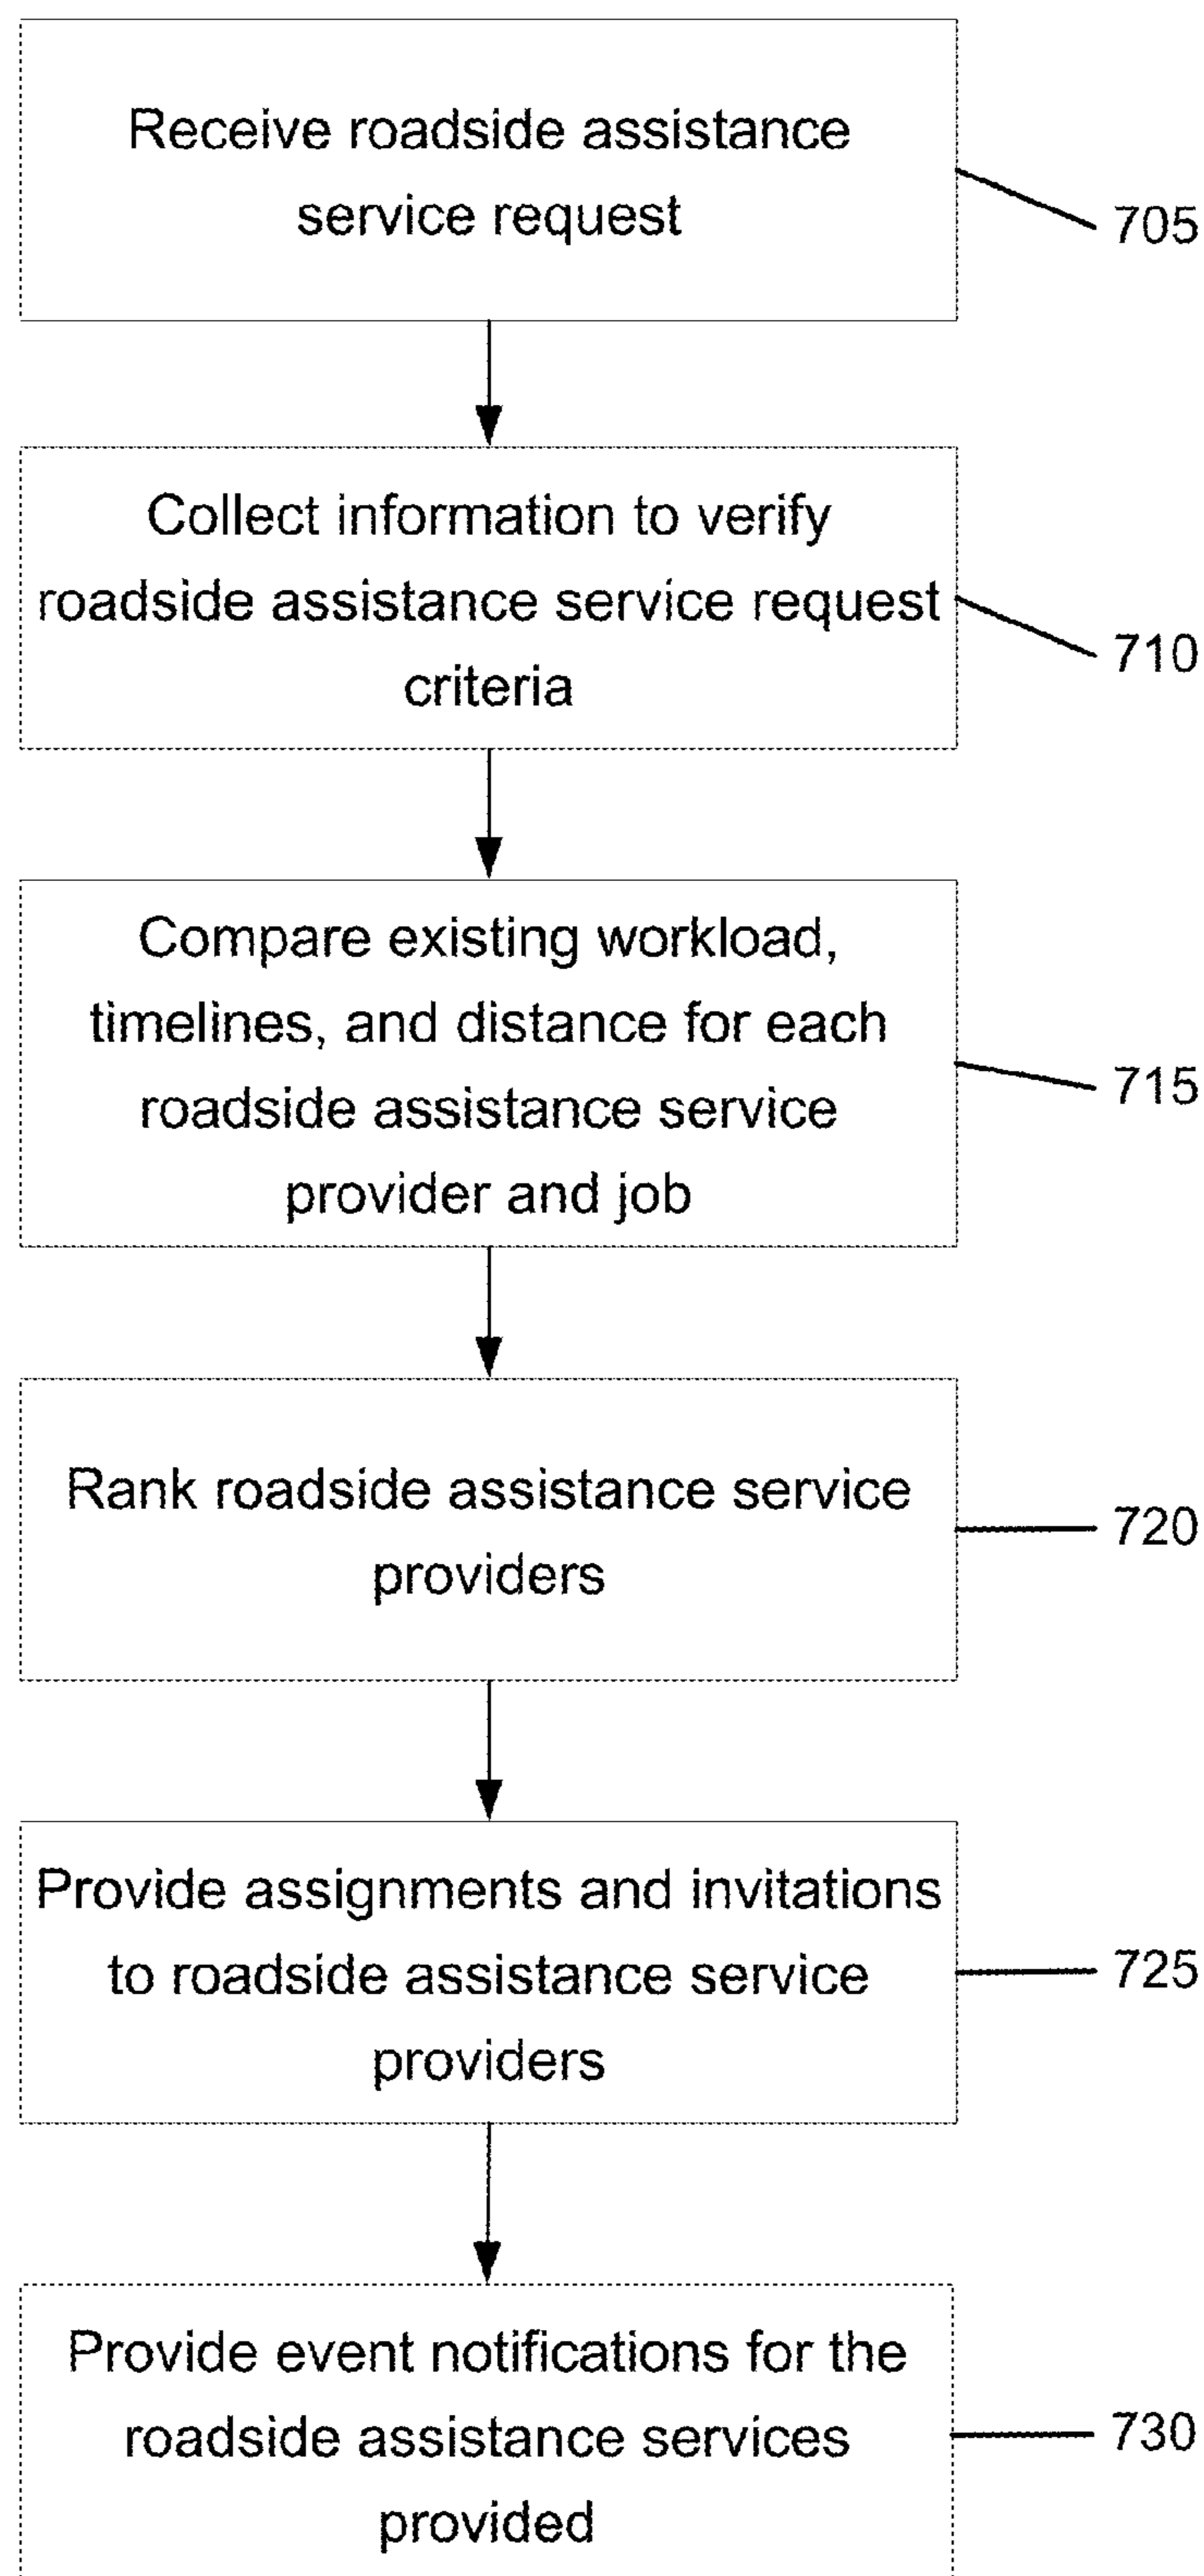 Receive roadside assistance
service request
705
Collect information to verify
roadside assistance service request
criteria
710
Compare existing workload,
timelines, and distance for each
roadside assistance service
provider and job
715
Rank roadside assistance service
providers
720
Provide assignments and invitations
to roadside assistance service
providers
725
Provide event notifications for the
roadside assistance services
provided
730